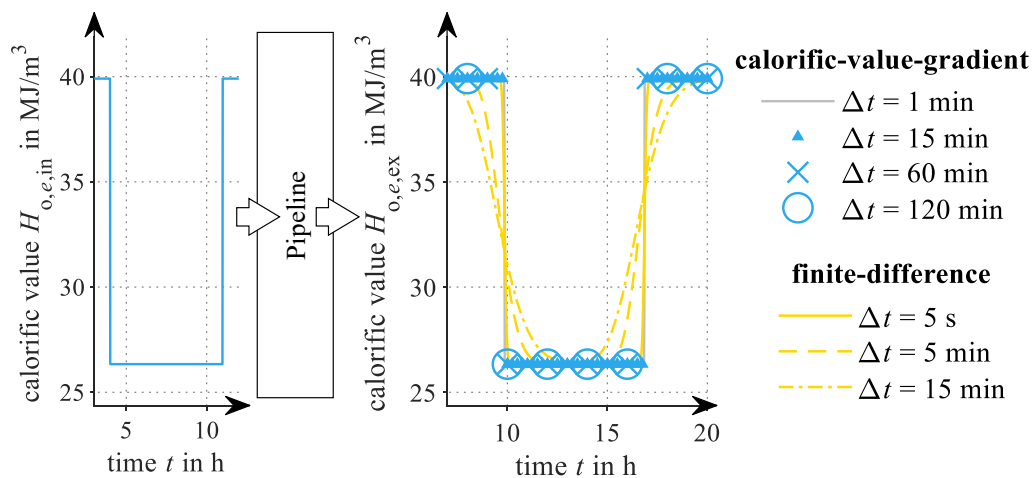 calorific value H_o,e,in in MJ/m³
40
35
30
25
5
10
time t in h
Pipeline
calorific value H_o,e,ex in MJ/m³
40
35
30
25
10
15
20
time t in h
calorific-value-gradient
Δt = 1 min
Δt = 15 min
Δt = 60 min
Δt = 120 min
finite-difference
Δt = 5 s
Δt = 5 min
Δt = 15 min